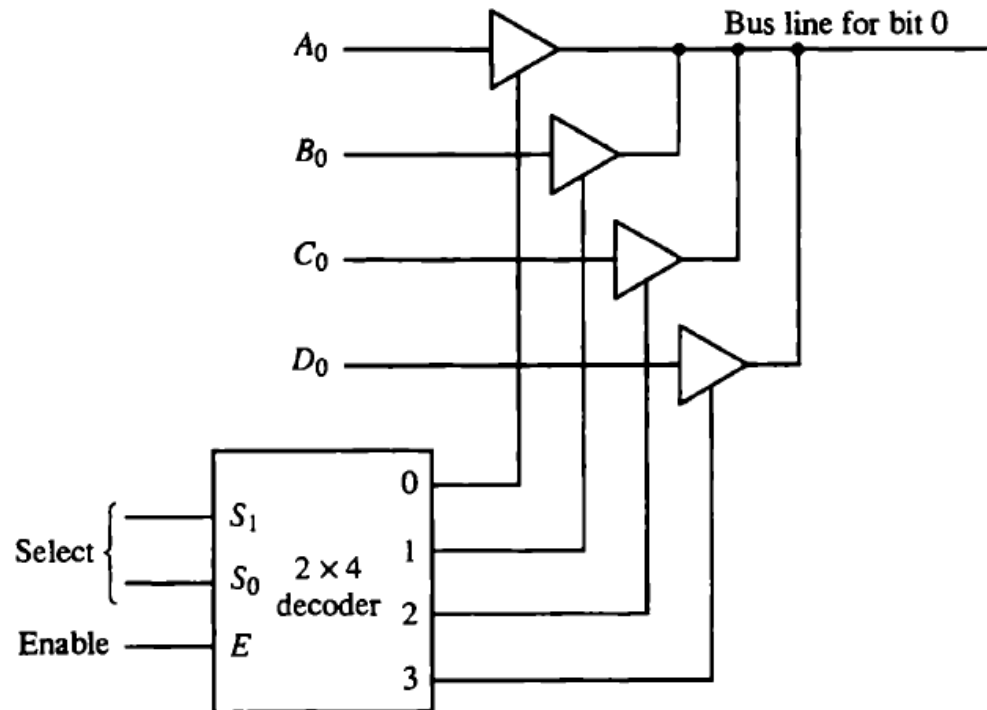 Bus line for bit 0
A0
B0
C0
D0
0
Select
S1
1
S0
2 × 4
decoder
2
Enable
E
3